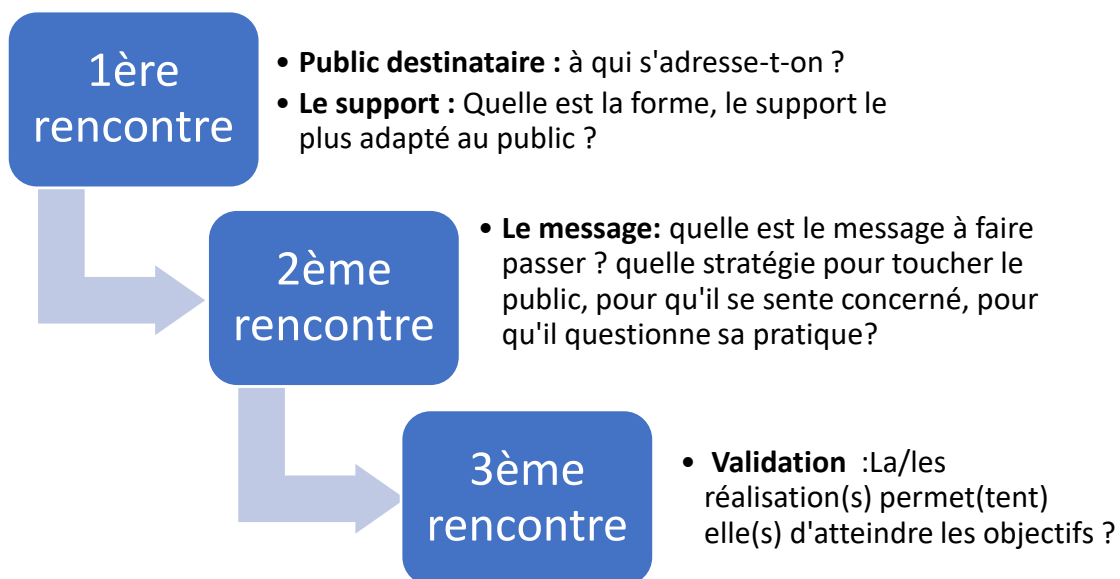 1ère
rencontre
• Public destinataire : à qui s'adresse-t-on ?
• Le support : Quelle est la forme, le support le
plus adapté au public ?
2ème
rencontre
• Le message: quelle est le message à faire
passer ? quelle stratégie pour toucher le
public, pour qu'il se sente concerné, pour
qu'il questionne sa pratique?
3ème
rencontre
• Validation :La/les
réalisation(s) permet(tent)
elle(s) d'atteindre les objectifs ?